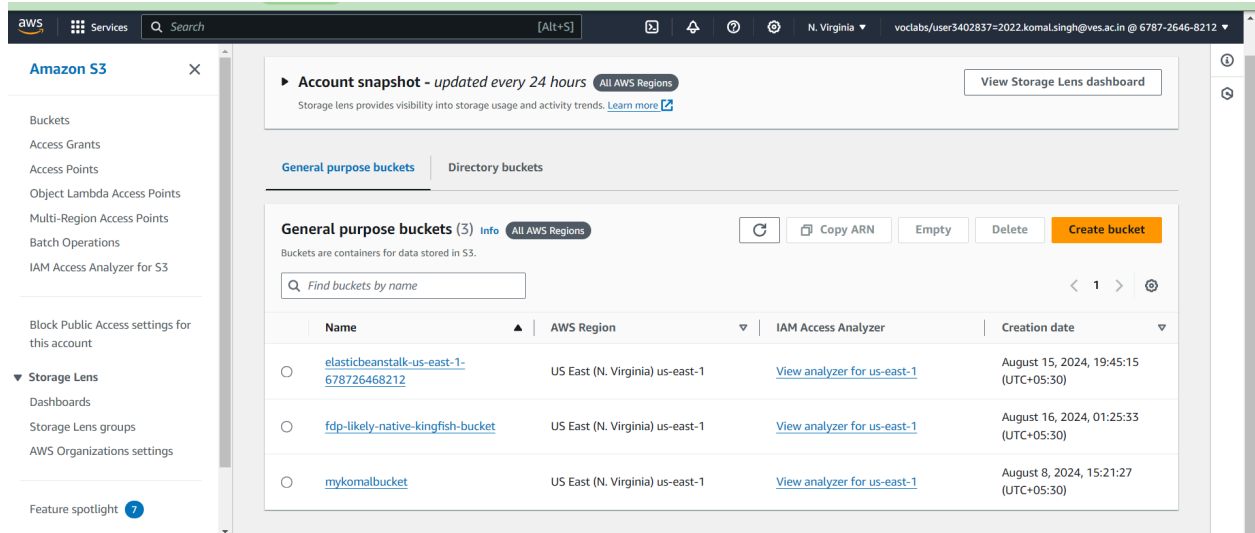 aws
Services
Search
[Alt+S]
N. Virginia
voclabs/user3402837=2022.komal.singh@ves.ac.in @ 6787-2646-8212
Amazon S3
Buckets
Access Grants
Access Points
Object Lambda Access Points
Multi-Region Access Points
Batch Operations
IAM Access Analyzer for S3
Block Public Access settings for
this account
Storage Lens
Dashboards
Storage Lens groups
AWS Organizations settings
Feature spotlight 7
Account snapshot - updated every 24 hours All AWS Regions
View Storage Lens dashboard
Storage lens provides visibility into storage usage and activity trends. Learn more
General purpose buckets
Directory buckets
General purpose buckets (3) Info All AWS Regions
Copy ARN
Empty
Delete
Create bucket
Buckets are containers for data stored in S3.
Find buckets by name
1
Name
AWS Region
IAM Access Analyzer
Creation date
elasticbeanstalk-us-east-1-
678726468212
US East (N. Virginia) us-east-1
View analyzer for us-east-1
August 15, 2024, 19:45:15
(UTC+05:30)
fdp-likely-native-kingfish-bucket
US East (N. Virginia) us-east-1
View analyzer for us-east-1
August 16, 2024, 01:25:33
(UTC+05:30)
mykomalbucket
US East (N. Virginia) us-east-1
View analyzer for us-east-1
August 8, 2024, 15:21:27
(UTC+05:30)